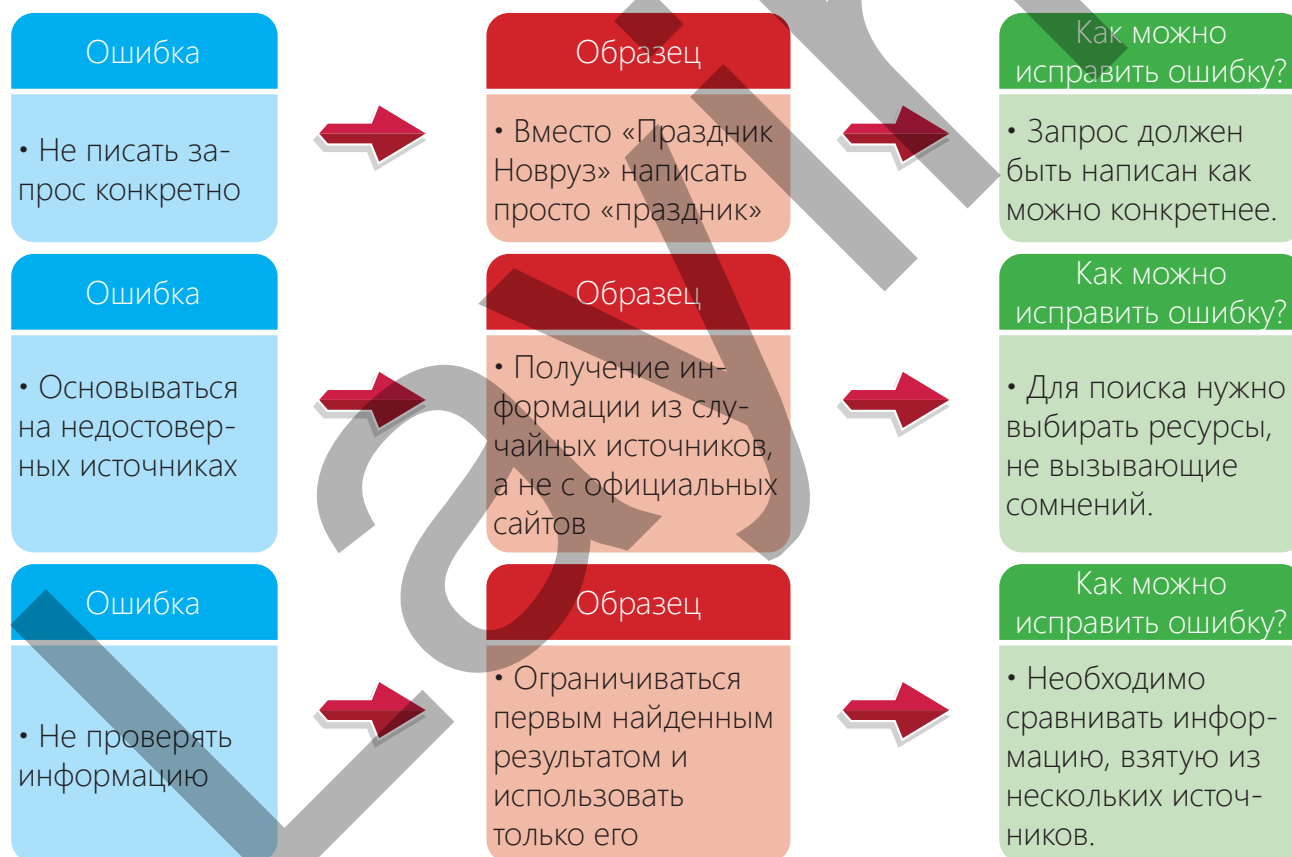 Ошибка
• Не писать за-
прос конкретно
Образец
• Вместо «Праздник
Новруз» написать
просто «праздник»
Как можно
исправить ошибку?
• Запрос должен
быть написан как
можно конкретнее.
Ошибка
• Основываться
на недостовер-
ных источниках
Образец
• Получение ин-
формации из слу-
чайных источников,
а не с официальных
сайтов
Как можно
исправить ошибку?
• Для поиска нужно
выбирать ресурсы,
не вызывающие
сомнений.
Ошибка
• Не проверять
информацию
Образец
• Ограничиваться
первым найденным
результатом и
использовать
только его
Как можно
исправить ошибку?
• Необходимо
сравнивать инфор-
мацию, взятую из
нескольких источ-
ников.